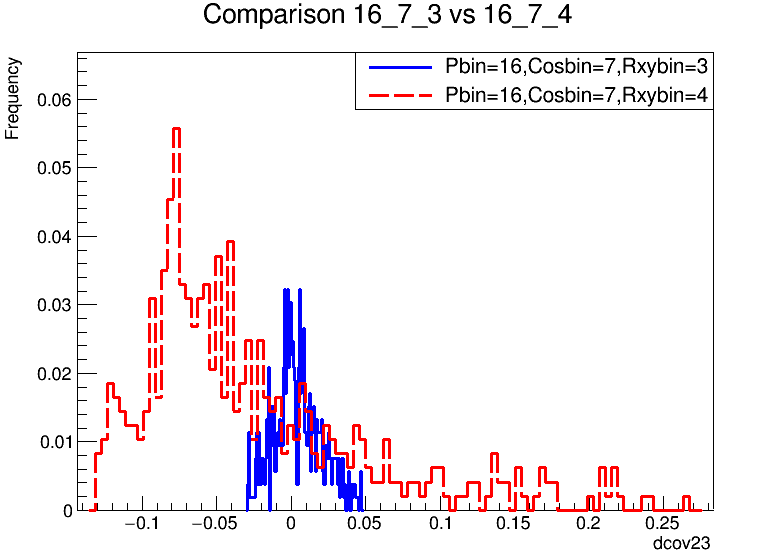 Comparison 16_7_3 vs 16_7_4
Frequency
Pbin=16,Cosbin=7,Rxybin=3
Pbin=16,Cosbin=7,Rxybin=4
0.06
0.05
0.04
0.03
0.02
0.01
0
−0.1 −0.05 0 0.05 0.1 0.15 0.2 0.25
dcov23